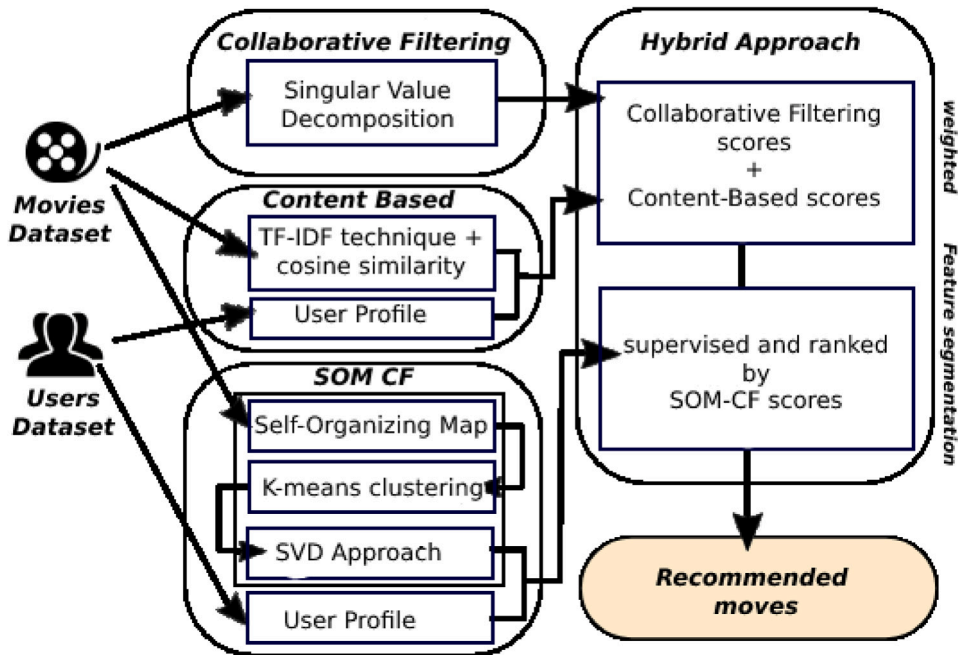 Collaborative Filtering
Singular Value
Decomposition
Movies
Dataset
Content Based
TF-IDF technique +
cosine similarity
User Profile
Users
Dataset
SOM CF
Self-Organizing Map
K-means clustering
SVD Approach
User Profile
Hybrid Approach
Collaborative Filtering
scores
+
Content-Based scores
weighted
supervised and ranked
by
SOM-CF scores
Feature segmentation
Recommended
moves